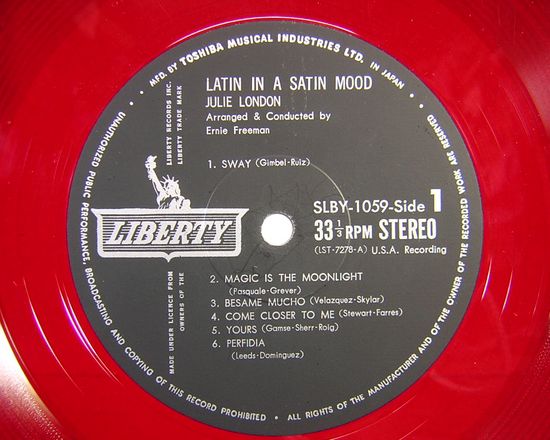 MFD. BY TOSHIBA MUSICAL INDUSTRIES LTD. IN JAPAN
UNAUTHORIZED PUBLIC PERFORMANCE, BROADCASTING AND COPYING OF THIS RECORD PROHIBITED • ALL RIGHTS OF THE MANUFACTURER AND OF THE OWNER OF THE RECORDED WORK ARE RESERVED.
LIBERTY RECORDS INC.
LIBERTY TRADE MARK
LATIN IN A SATIN MOOD
JULIE LONDON
Arranged & Conducted by
Ernie Freeman
1. SWAY (Gimbel-Ruiz)
LIBERTY
SLBY-1059-Side 1
33 1/3 RPM STEREO
(LST-7278-A) U.S.A. Recording
MADE UNDER LICENCE FROM
OWNERS OF THE
2. MAGIC IS THE MOONLIGHT
(Pasquale-Grever)
3. BESAME MUCHO (Velazquez-Skylar)
4. COME CLOSER TO ME (Stewart-Farres)
5. YOURS (Gamse-Sherr-Roig)
6. PERFIDIA
(Leeds-Dominguez)